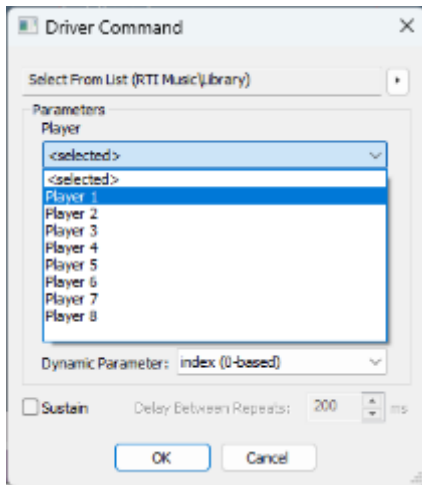 Driver Command
Select From List (RTI Music\Library)
Parameters
Player
<selected>
<selected>
Player 1
Player 2
Player 3
Player 4
Player 5
Player 6
Player 7
Player 8
Dynamic Parameter: index (0-based)
Sustain Delay Between Repeats: 200 ms
OK Cancel